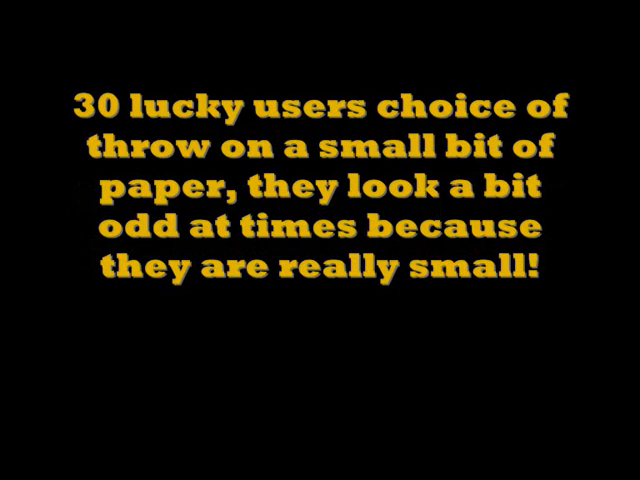 30 lucky users choice of
throw on a small bit of
paper, they look a bit
odd at times because
they are really small!